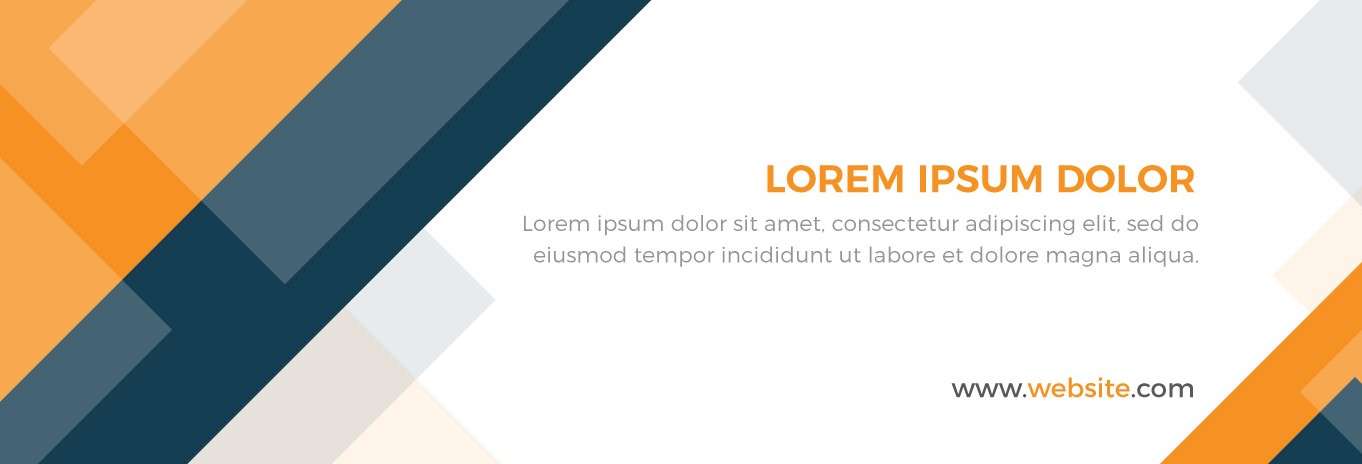 LOREM IPSUM DOLOR
Lorem ipsum dolor sit amet, consectetur adipiscing elit, sed do
eiusmod tempor incididunt ut labore et dolore magna aliqua.
www.website.com